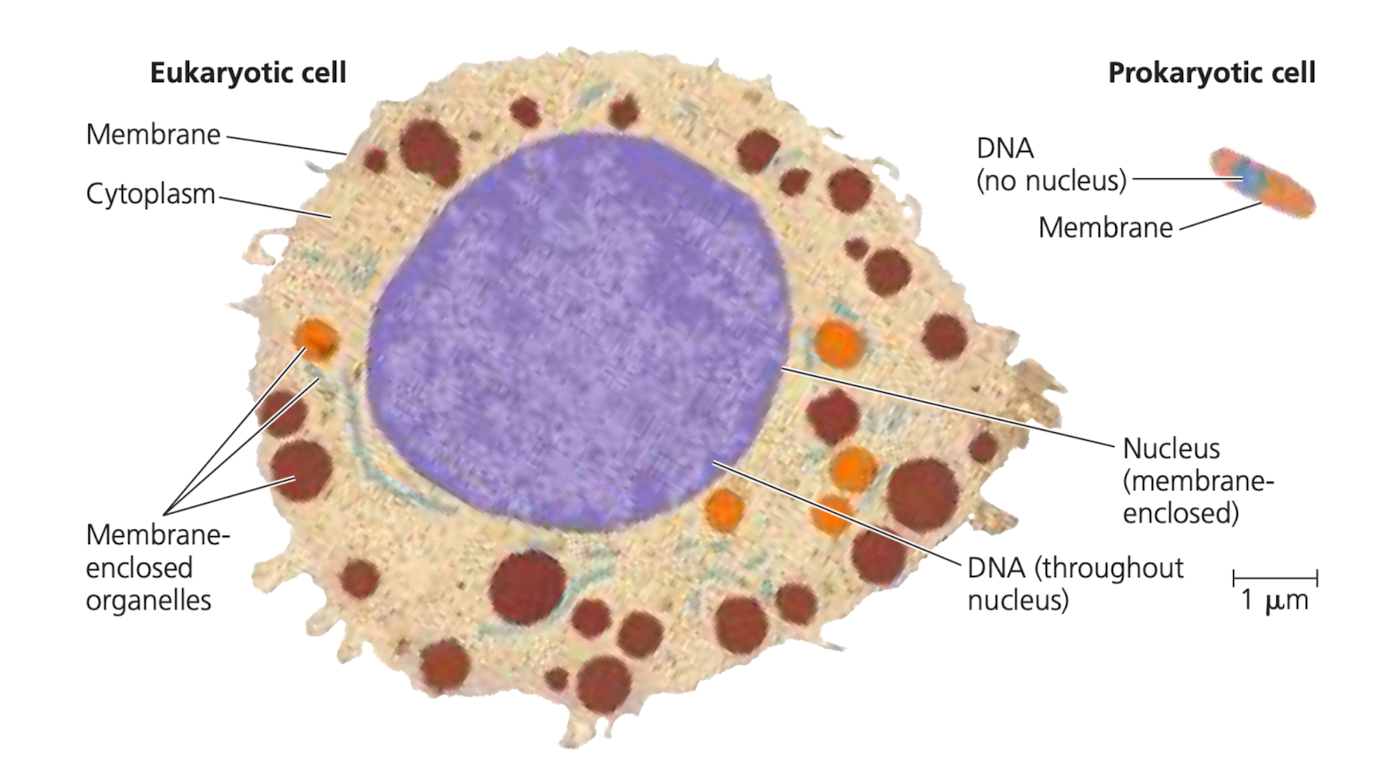 Eukaryotic cell
Prokaryotic cell
Membrane
Cytoplasm
DNA
(no nucleus)
Membrane
Membrane-
enclosed
organelles
Nucleus
(membrane-
enclosed)
DNA (throughout
nucleus)
1 μm